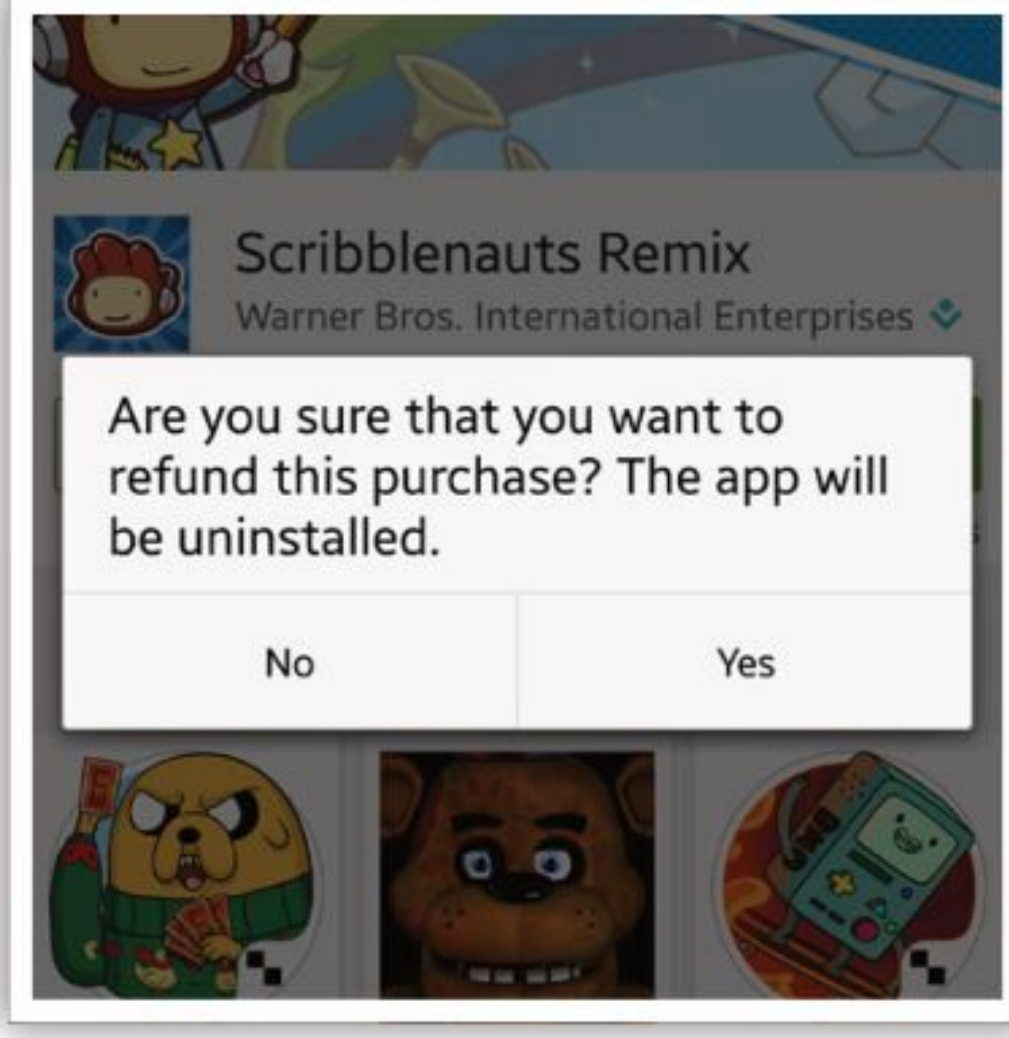 Scribblenauts Remix
Warner Bros. International Enterprises
Are you sure that you want to
refund this purchase? The app will
be uninstalled.
No
Yes
E